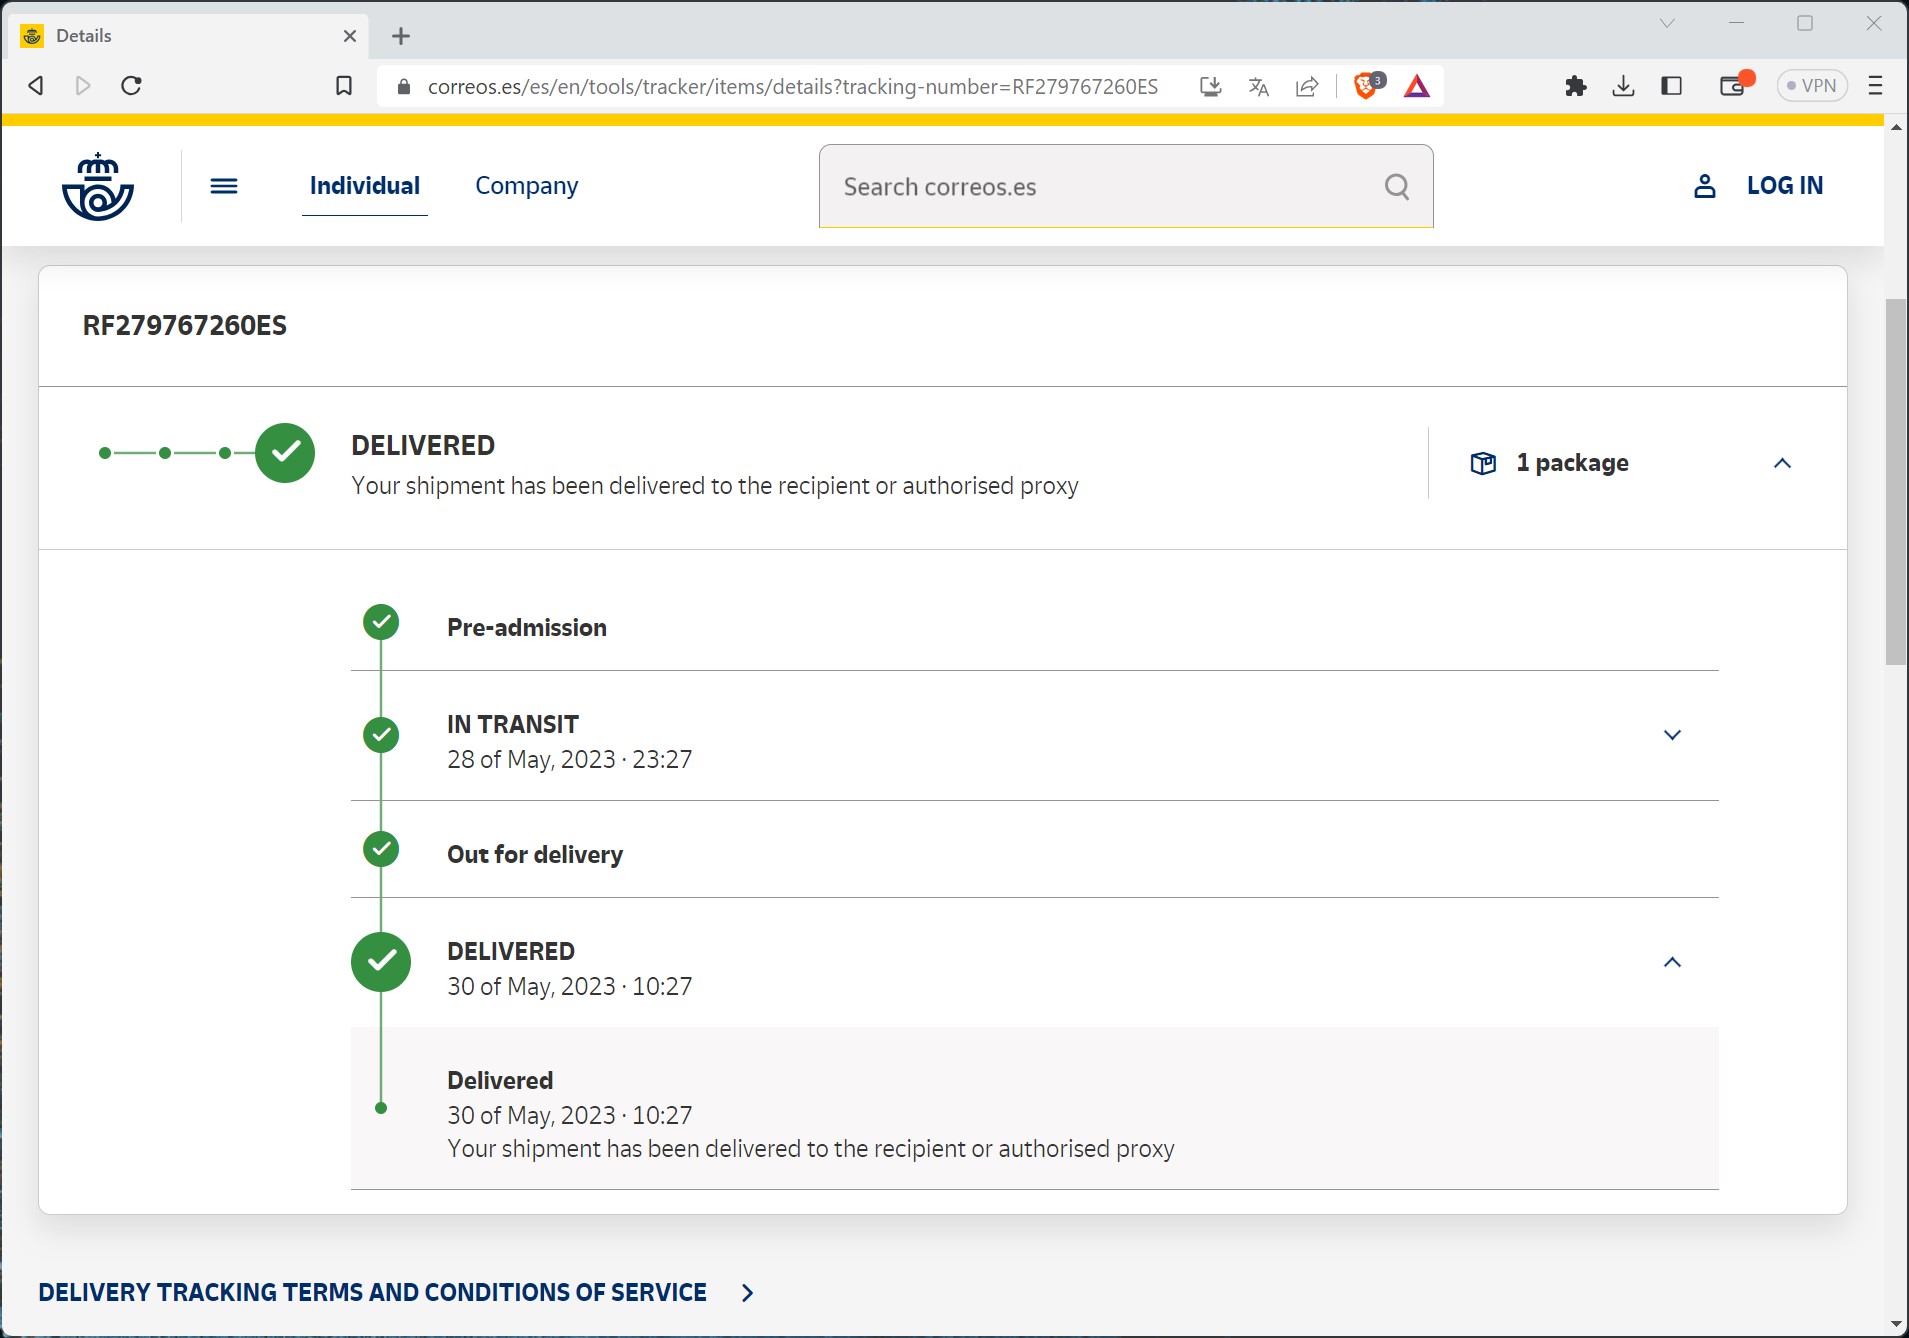 Details
correos.es/es/en/tools/tracker/items/details?tracking-number=RF279767260ES
3
VPN
Individual
Company
Search correos.es
LOG IN
RF279767260ES
DELIVERED
Your shipment has been delivered to the recipient or authorised proxy
1 package
Pre-admission
IN TRANSIT
28 of May, 2023 · 23:27
Out for delivery
DELIVERED
30 of May, 2023 · 10:27
Delivered
30 of May, 2023 · 10:27
Your shipment has been delivered to the recipient or authorised proxy
DELIVERY TRACKING TERMS AND CONDITIONS OF SERVICE